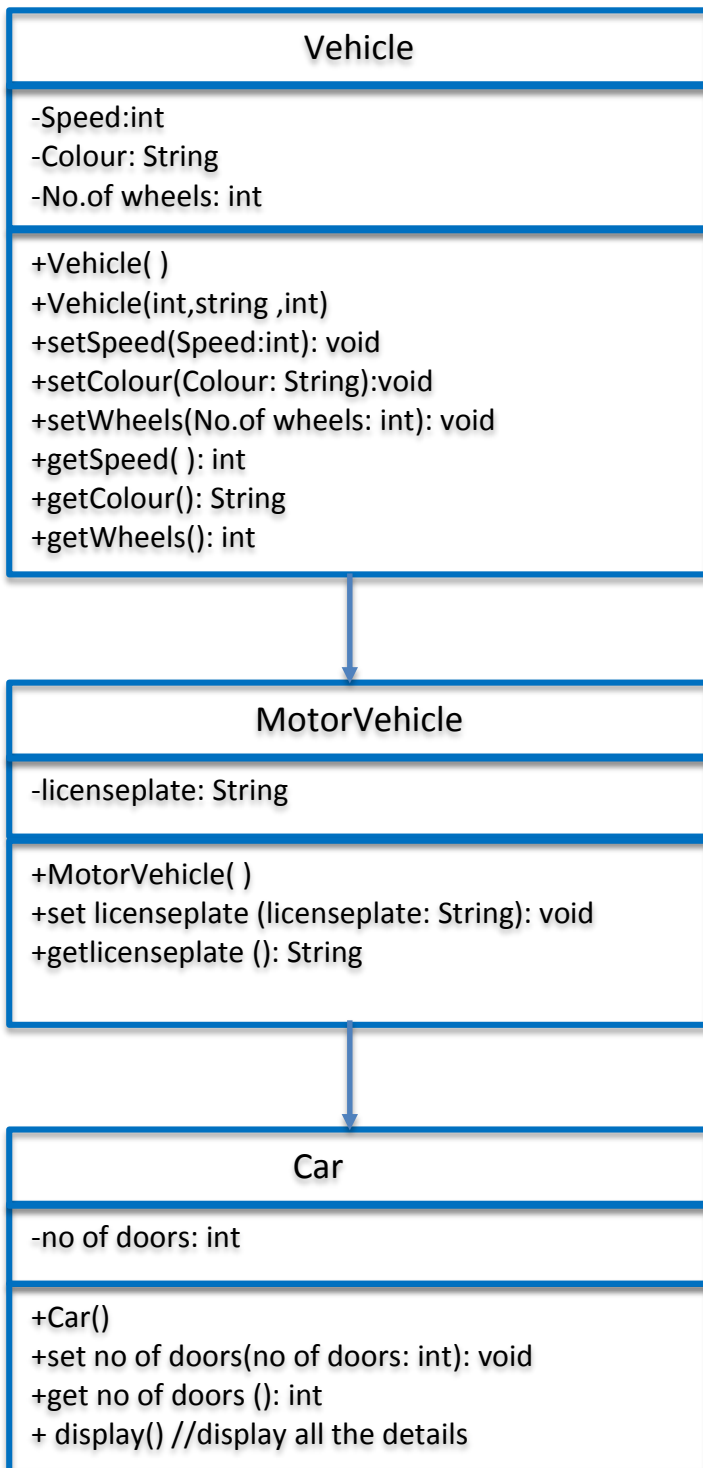 Vehicle
-Speed:int
-Colour: String
-No.of wheels: int
+Vehicle( )
+Vehicle(int,string ,int)
+setSpeed(Speed:int): void
+setColour(Colour: String):void
+setWheels(No.of wheels: int): void
+getSpeed( ): int
+getColour(): String
+getWheels(): int
MotorVehicle
-licenseplate: String
+MotorVehicle( )
+set licenseplate (licenseplate: String): void
+getlicenseplate (): String
Car
-no of doors: int
+Car()
+set no of doors(no of doors: int): void
+get no of doors (): int
+ display() //display all the details